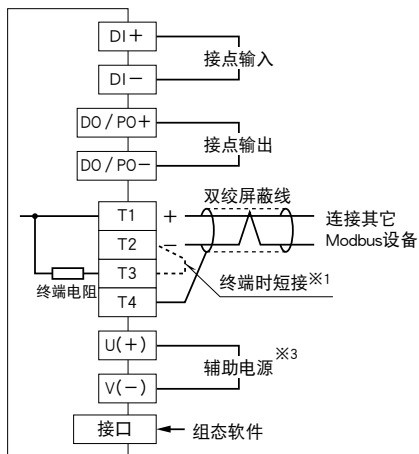 DI+
接点输入
DI−
DO / PO+
接点输出
DO / PO−
双绞屏蔽线
T1
+
连接其它
Modbus设备
T2
−
T3
终端电阻
终端时短接※1
T4
U(+)
辅助电源※3
V(−)
接口
组态软件